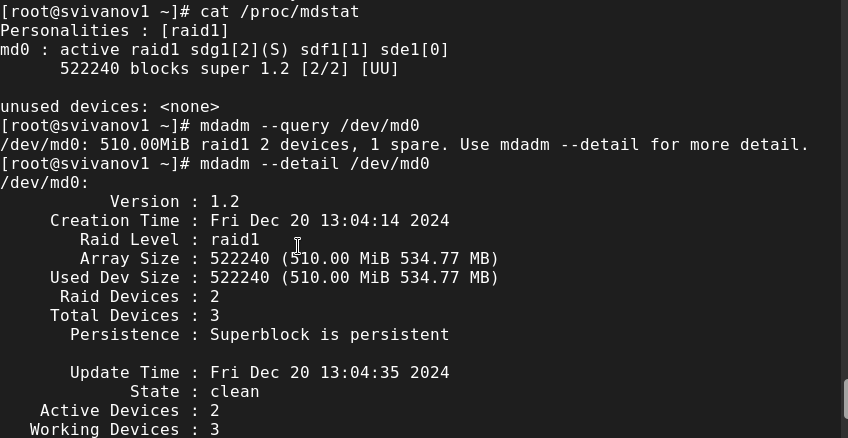 [root@svivanov1 ~]# cat /proc/mdstat
Personalities : [raid1]
md0 : active raid1 sdg1[2](S) sdf1[1] sde1[0]
      522240 blocks super 1.2 [2/2] [UU]

unused devices: <none>
[root@svivanov1 ~]# mdadm --query /dev/md0
/dev/md0: 510.00MiB raid1 2 devices, 1 spare. Use mdadm --detail for more detail.
[root@svivanov1 ~]# mdadm --detail /dev/md0
/dev/md0:
           Version : 1.2
     Creation Time : Fri Dec 20 13:04:14 2024
        Raid Level : raid1
        Array Size : 522240 (510.00 MiB 534.77 MB)
     Used Dev Size : 522240 (510.00 MiB 534.77 MB)
      Raid Devices : 2
     Total Devices : 3
       Persistence : Superblock is persistent

       Update Time : Fri Dec 20 13:04:35 2024
             State : clean
    Active Devices : 2
   Working Devices : 3